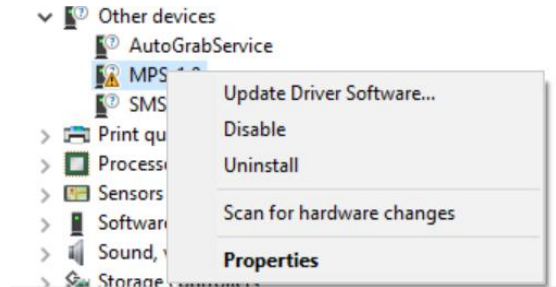 Other devices
AutoGrabService
MPS
SMS
Print qu
Process
Sensors
Softwar
Sound,
Storage
Update Driver Software...
Disable
Uninstall
Scan for hardware changes
Properties